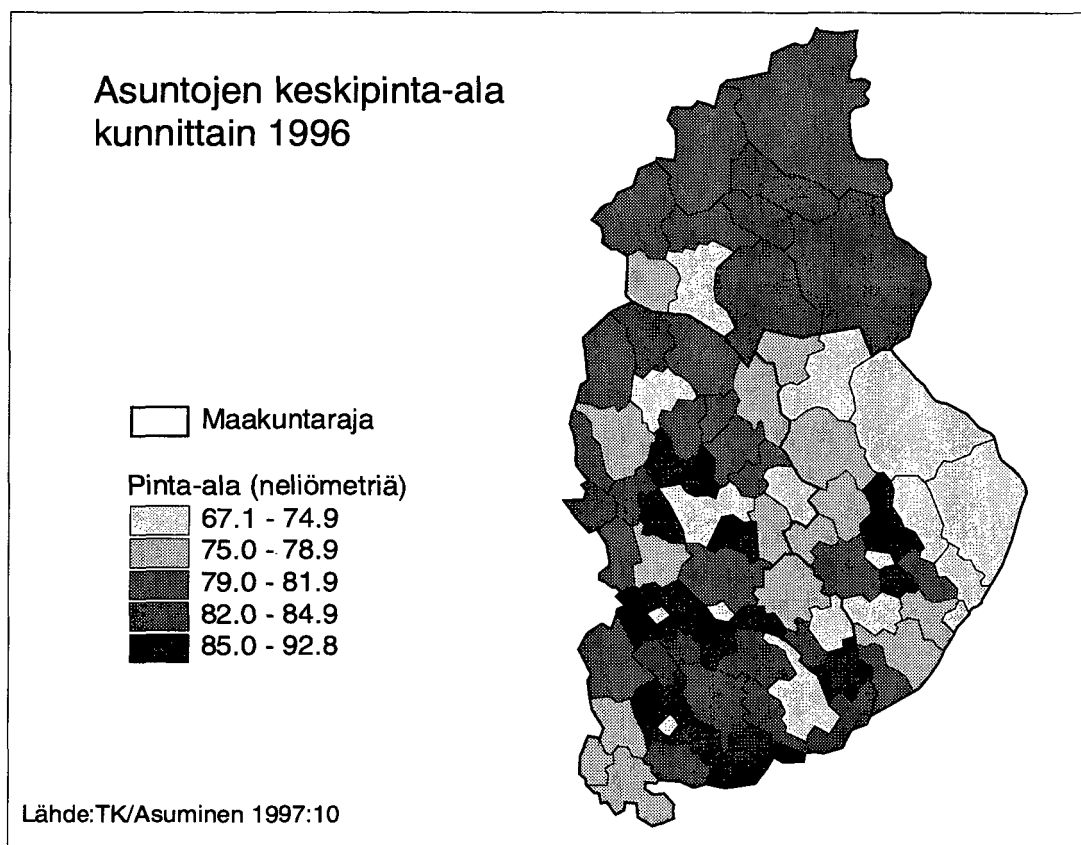 Asuntojen keskipinta-ala
kunnittain 1996
Maakuntaraja
Pinta-ala (neliömetriä)
67.1 - 74.9
75.0 - 78.9
79.0 - 81.9
82.0 - 84.9
85.0 - 92.8
Lähde:TK/Asuminen 1997:10